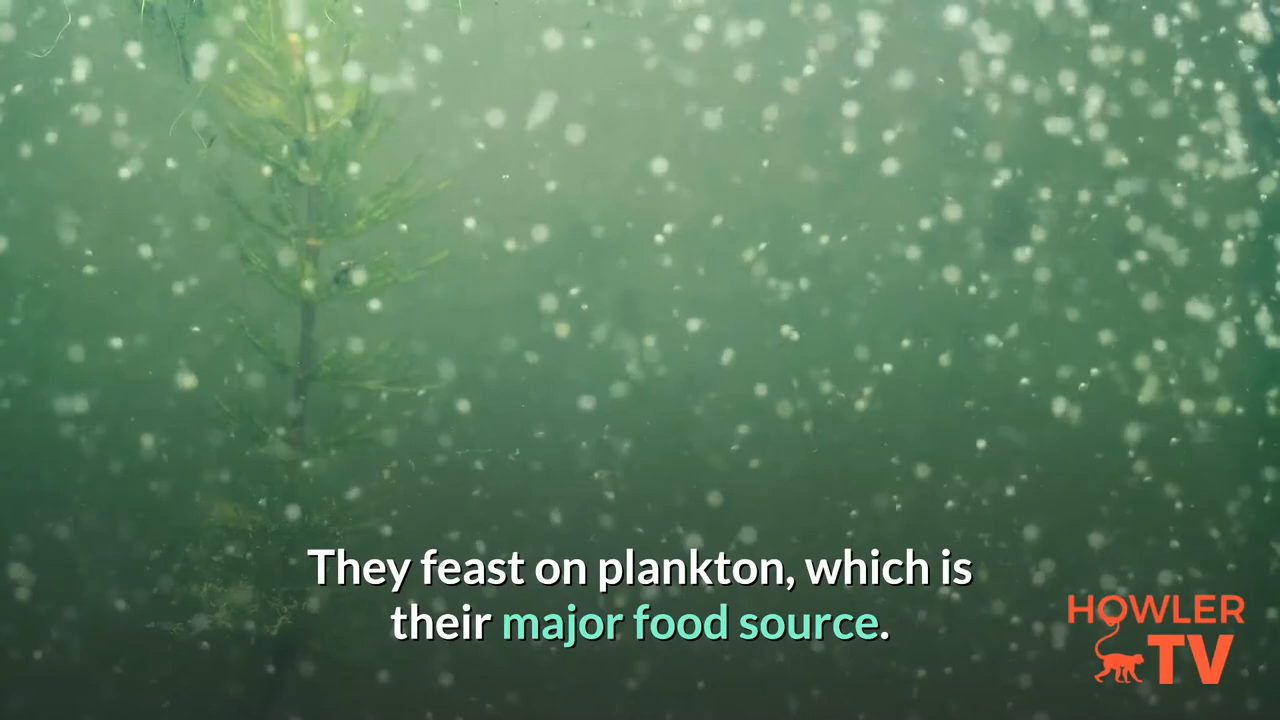 They feast on plankton, which is
their major food source.
HOWLER
TV